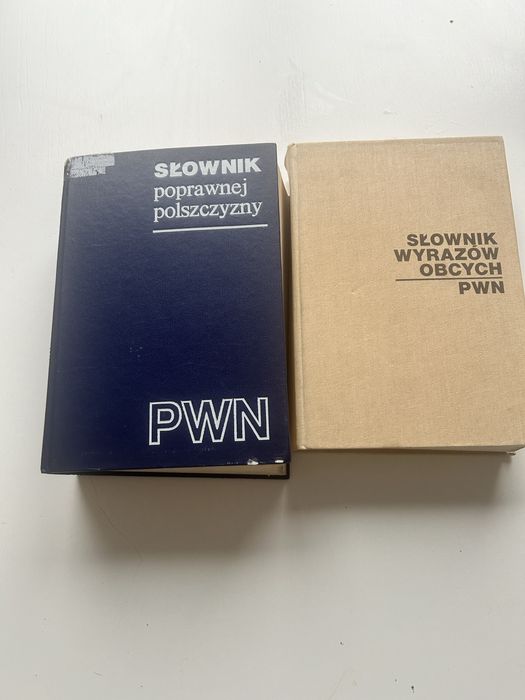 SŁOWNIK
poprawnej
polszczyzny
PWN
SŁOWNIK
WYRAZÓW
OBCYCH
PWN